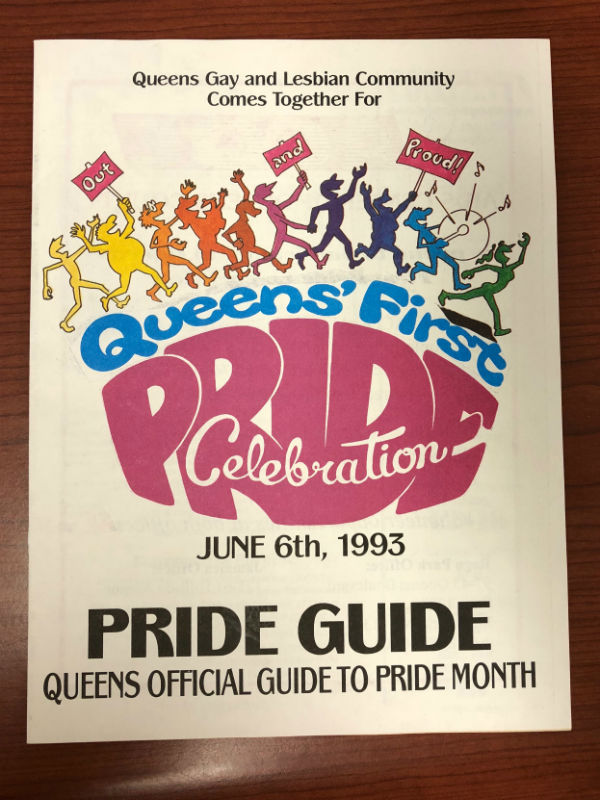 Queens Gay and Lesbian Community
Comes Together For
Out
and
Proud!
Queens' First
PRIDE
Celebration
JUNE 6th, 1993
PRIDE GUIDE
QUEENS OFFICIAL GUIDE TO PRIDE MONTH